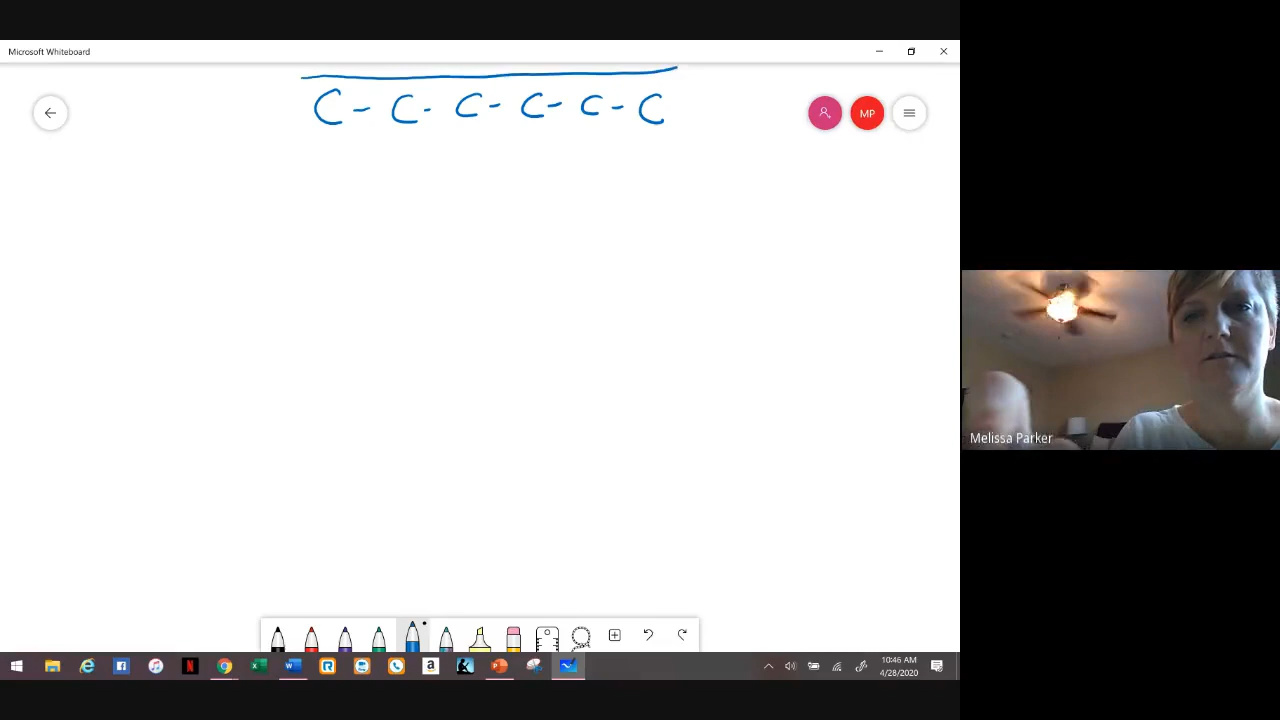 Microsoft Whiteboard
C - C - C - C - C - C
MP
Melissa Parker
10:46 AM
4/28/2020